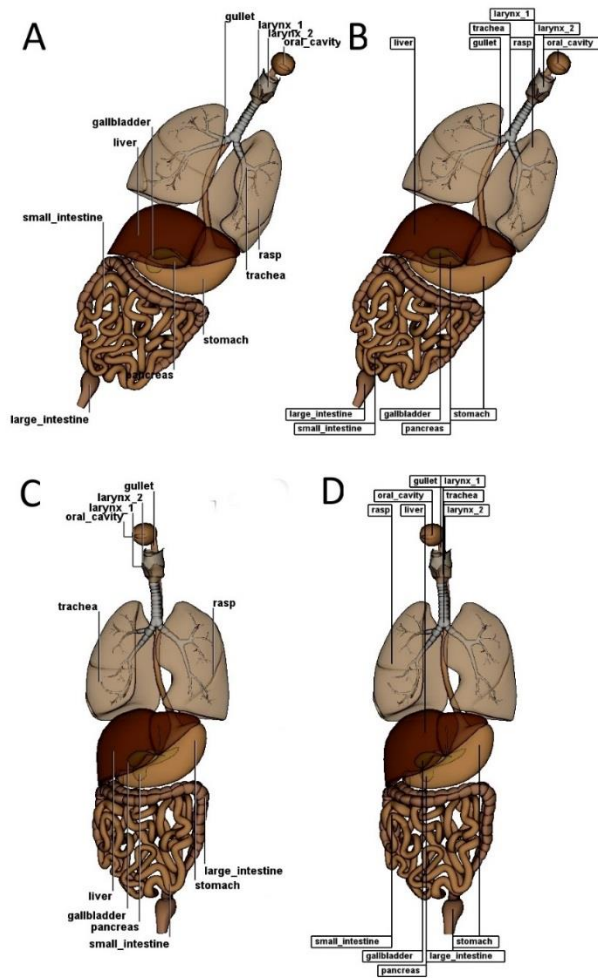 A
gullet
larynx_1
larynx_2
oral_cavity
gallbladder
liver
small_intestine
rasp
trachea
stomach
pancreas
large_intestine
B
larynx_1
trachea
larynx_2
liver
gullet
rasp
oral_cavity
large_intestine
gallbladder
stomach
small_intestine
pancreas
C
gullet
larynx_2
larynx_1
oral_cavity
trachea
rasp
large_intestine
stomach
liver
gallbladder
pancreas
small_intestine
D
gullet
larynx_1
oral_cavity
trachea
rasp
liver
larynx_2
small_intestine
stomach
gallbladder
large_intestine
pancreas